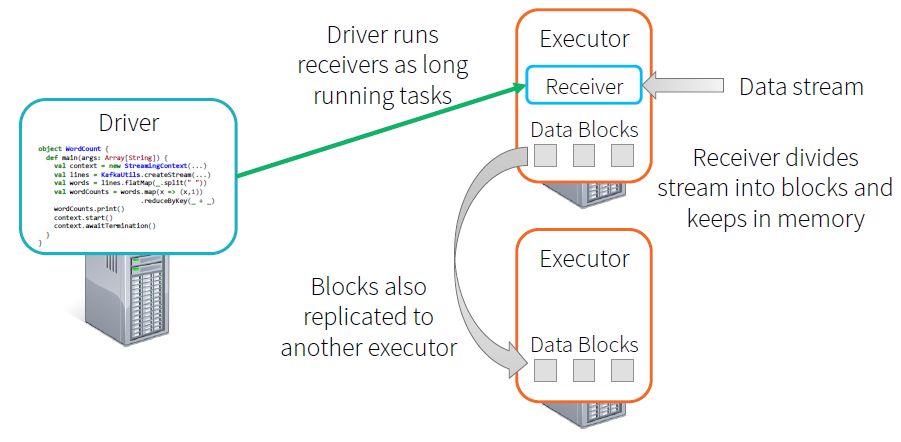 Driver runs
receivers as long
running tasks
Executor
Receiver
Data stream
Driver
object WordCount {
def main(args: Array[String]) {
val context = new StreamingContext(...)
val lines = KafkaUtils.createStream(...)
val words = lines.flatMap(_.split(" "))
val wordCounts = words.map(x => (x,1))
.reduceByKey(_ + _)
wordCounts.print()
context.start()
context.awaitTermination()
}
}
Data Blocks
Receiver divides
stream into blocks and
keeps in memory
Executor
Blocks also
replicated to
another executor
Data Blocks